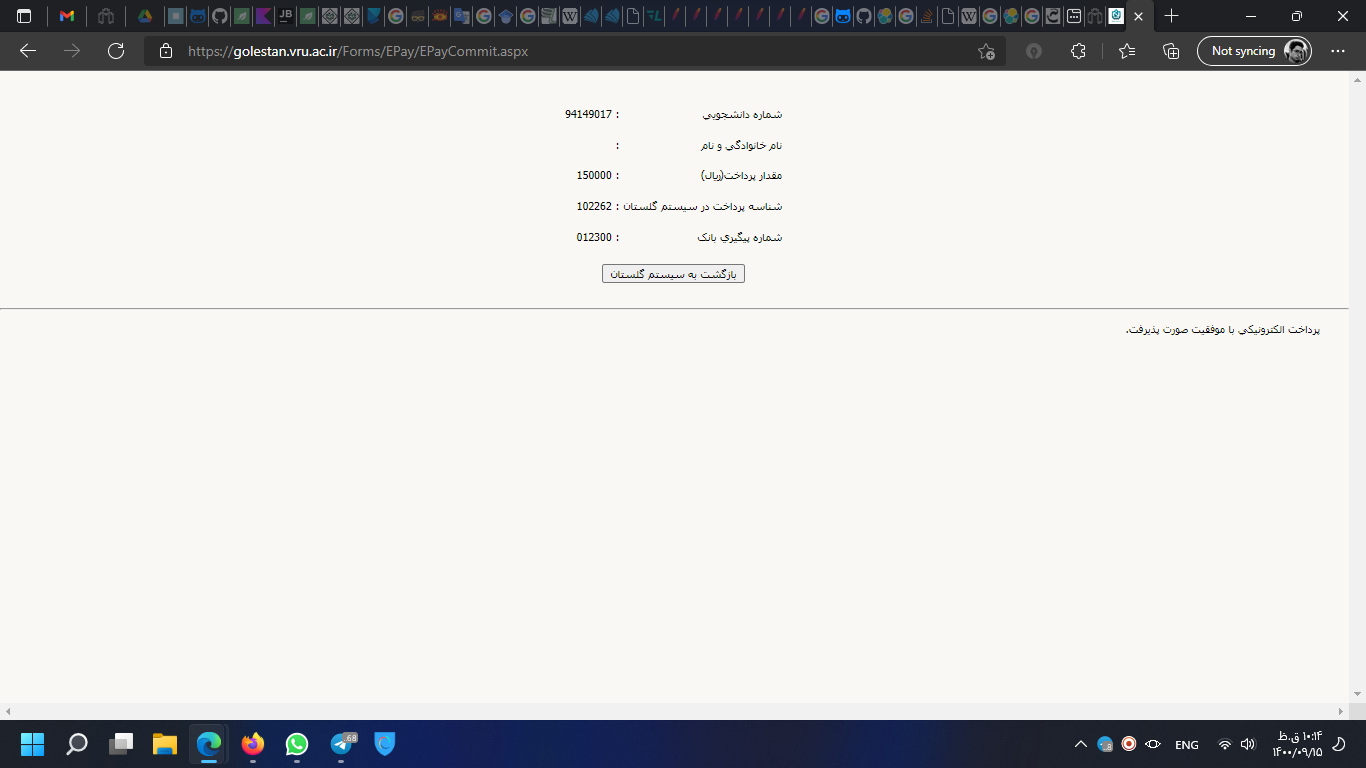 Not syncing
https://golestan.vru.ac.ir/Forms/EPay/EPayCommit.aspx
شماره دانشجويي : 94149017
نام خانوادگي و نام :
مقدار پرداخت(ريال) : 150000
شناسه پرداخت در سيستم گلستان : 102262
شماره پيگيري بانک : 012300
بازگشت به سيستم گلستان
پرداخت الکترونيکي با موفقيت صورت پذيرفت.
68
ENG
۱۰:۱۴ ق.ظ
۱۴۰۰/۰۹/۱۵